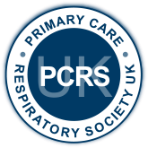 PRIMARY CARE
UK
PCRS
RESPIRATORY SOCIETY UK